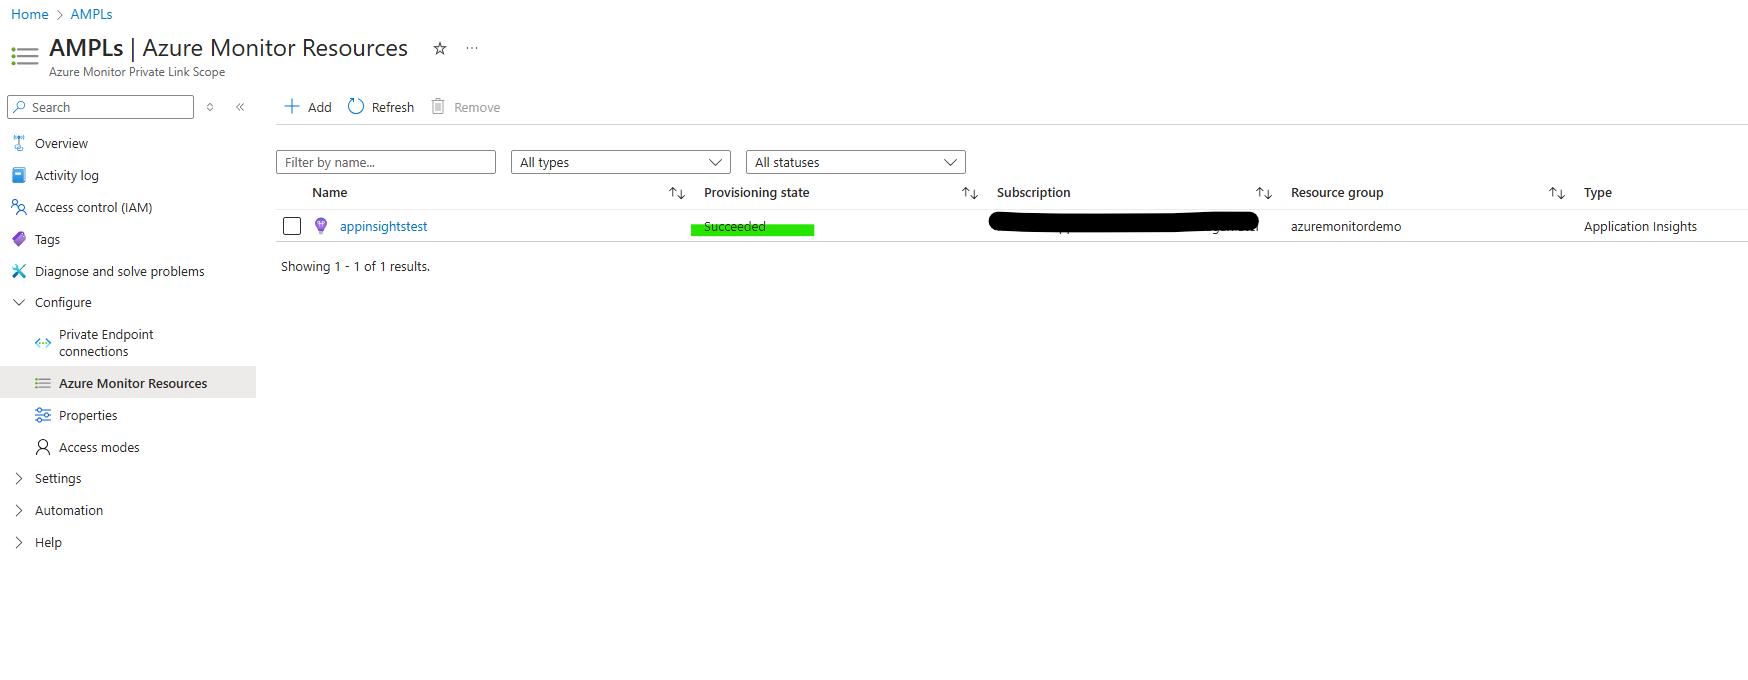 Home > AMPLs
AMPLs | Azure Monitor Resources
Azure Monitor Private Link Scope
Search
Add Refresh Remove
Overview
Activity log
Access control (IAM)
Tags
Diagnose and solve problems
Configure
Private Endpoint
connections
Azure Monitor Resources
Properties
Access modes
Settings
Automation
Help
Filter by name... All types All statuses
Name Provisioning state Subscription Resource group Type
appinsightstest Succeeded azuremonitordemo Application Insights
Showing 1 - 1 of 1 results.